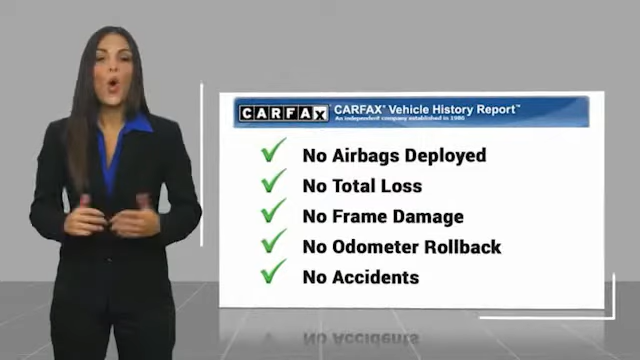 CARFAX CARFAX® Vehicle History Report™
An independent company established in 1986
No Airbags Deployed
No Total Loss
No Frame Damage
No Odometer Rollback
No Accidents